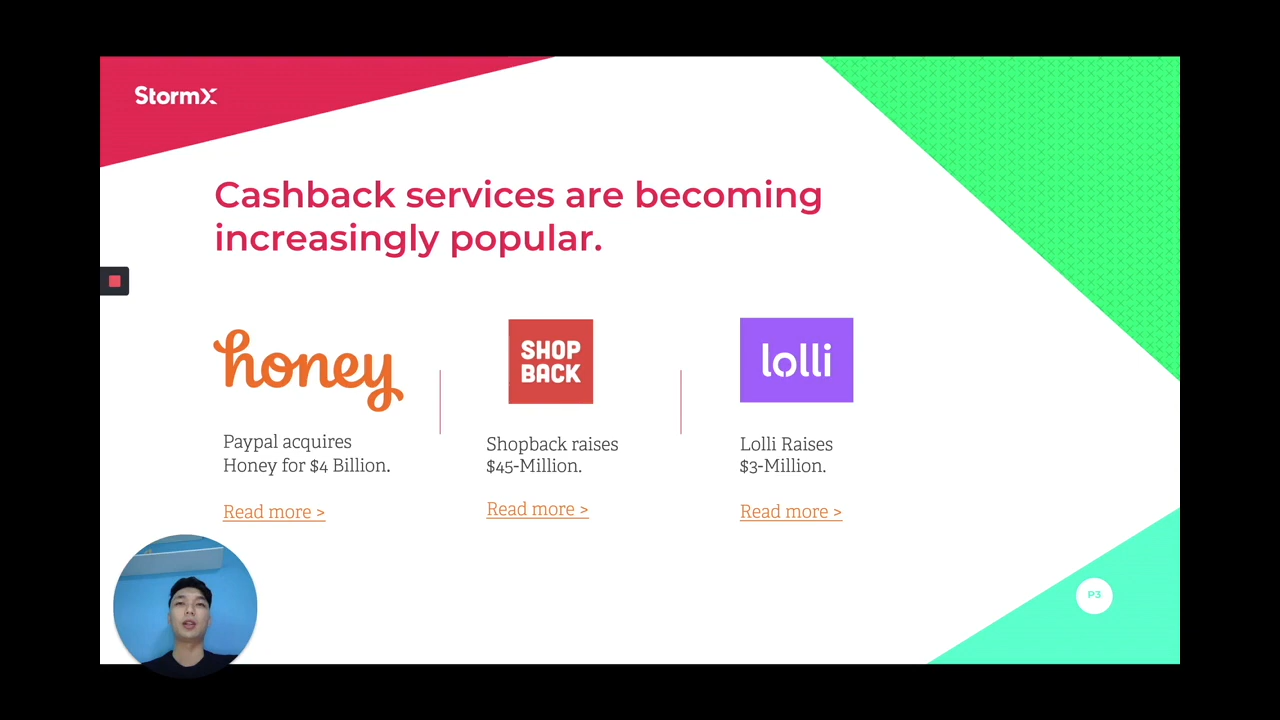 StormX
Cashback services are becoming
increasingly popular.
honey
SHOP
BACK
lolli
Paypal acquires
Honey for $4 Billion.
Read more >
Shopback raises
$45-Million.
Read more >
Lolli Raises
$3-Million.
Read more >
P3